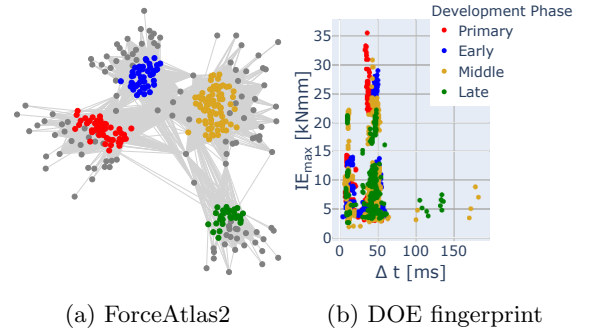 Development Phase
Primary
Early
Middle
Late
IE_max [kNmm]
35
30
25
20
15
10
5
0
0 50 100 150
Δ t [ms]
(a) ForceAtlas2 (b) DOE fingerprint